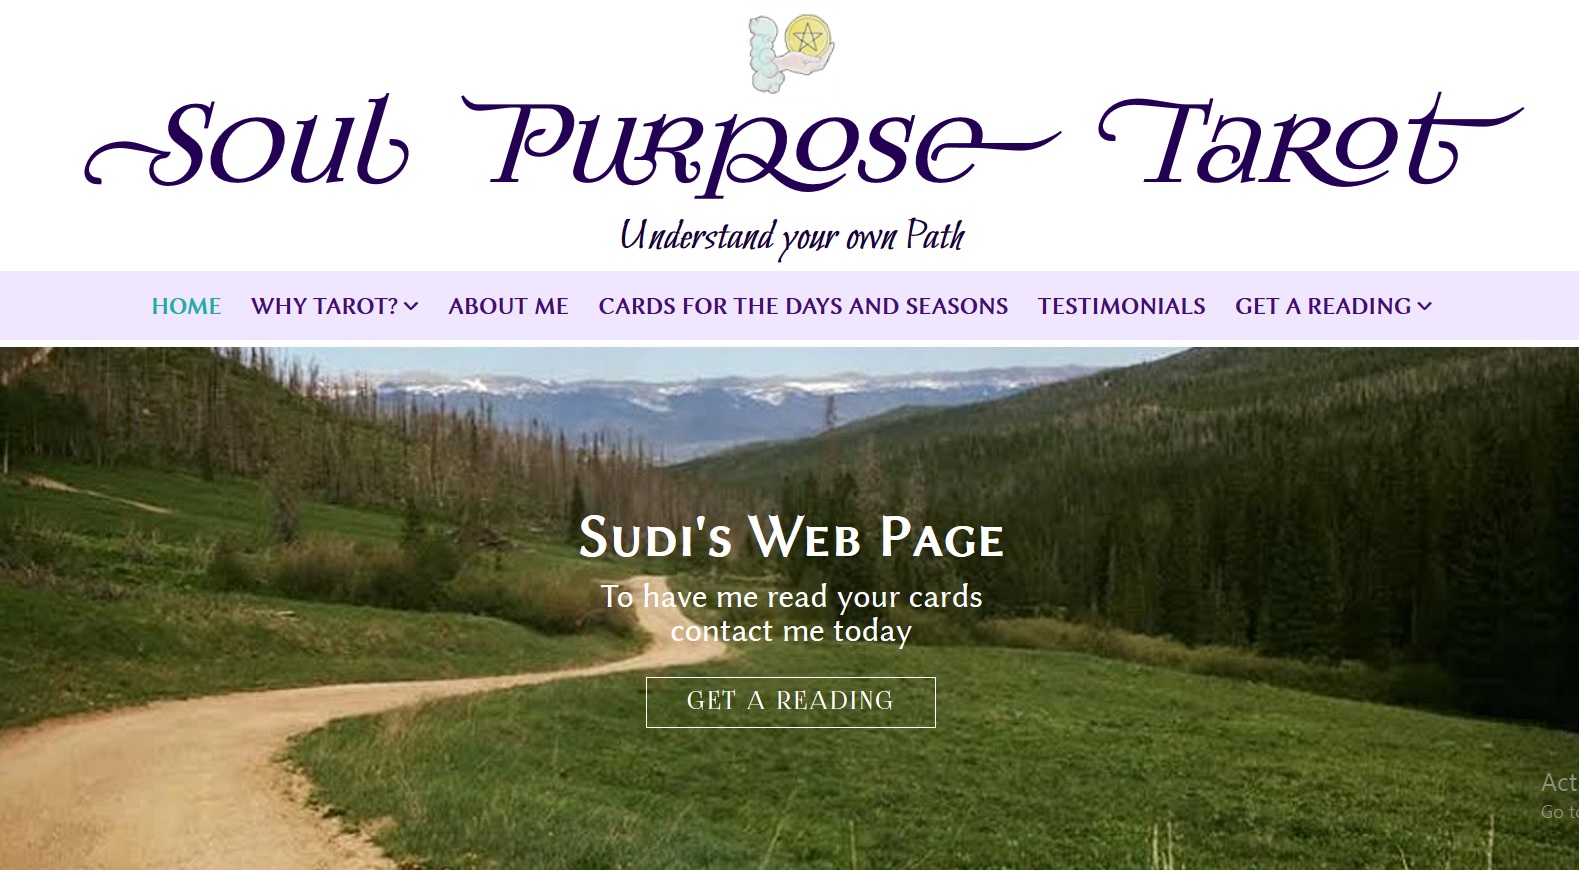 Soul Purpose Tarot
Understand your own Path
HOME WHY TAROT? ABOUT ME CARDS FOR THE DAYS AND SEASONS TESTIMONIALS GET A READING
Sudi's Web Page
To have me read your cards
contact me today
GET A READING
Act
Go to